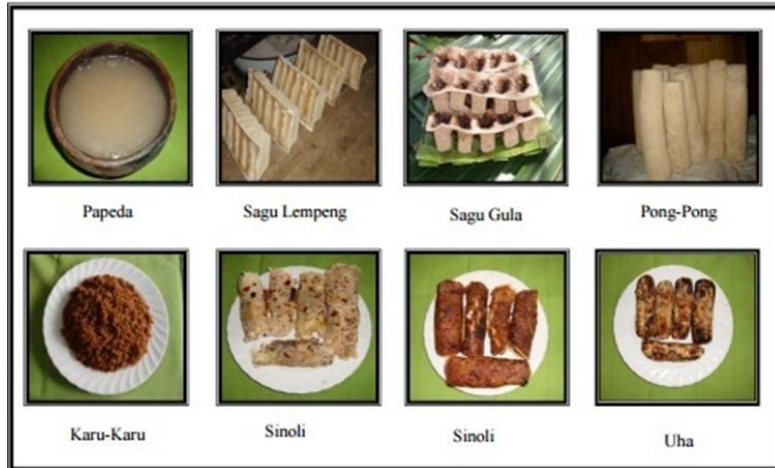 Papeda
Sagu Lempeng
Sagu Gula
Pong-Pong
Karu-Karu
Sinoli
Sinoli
Uha